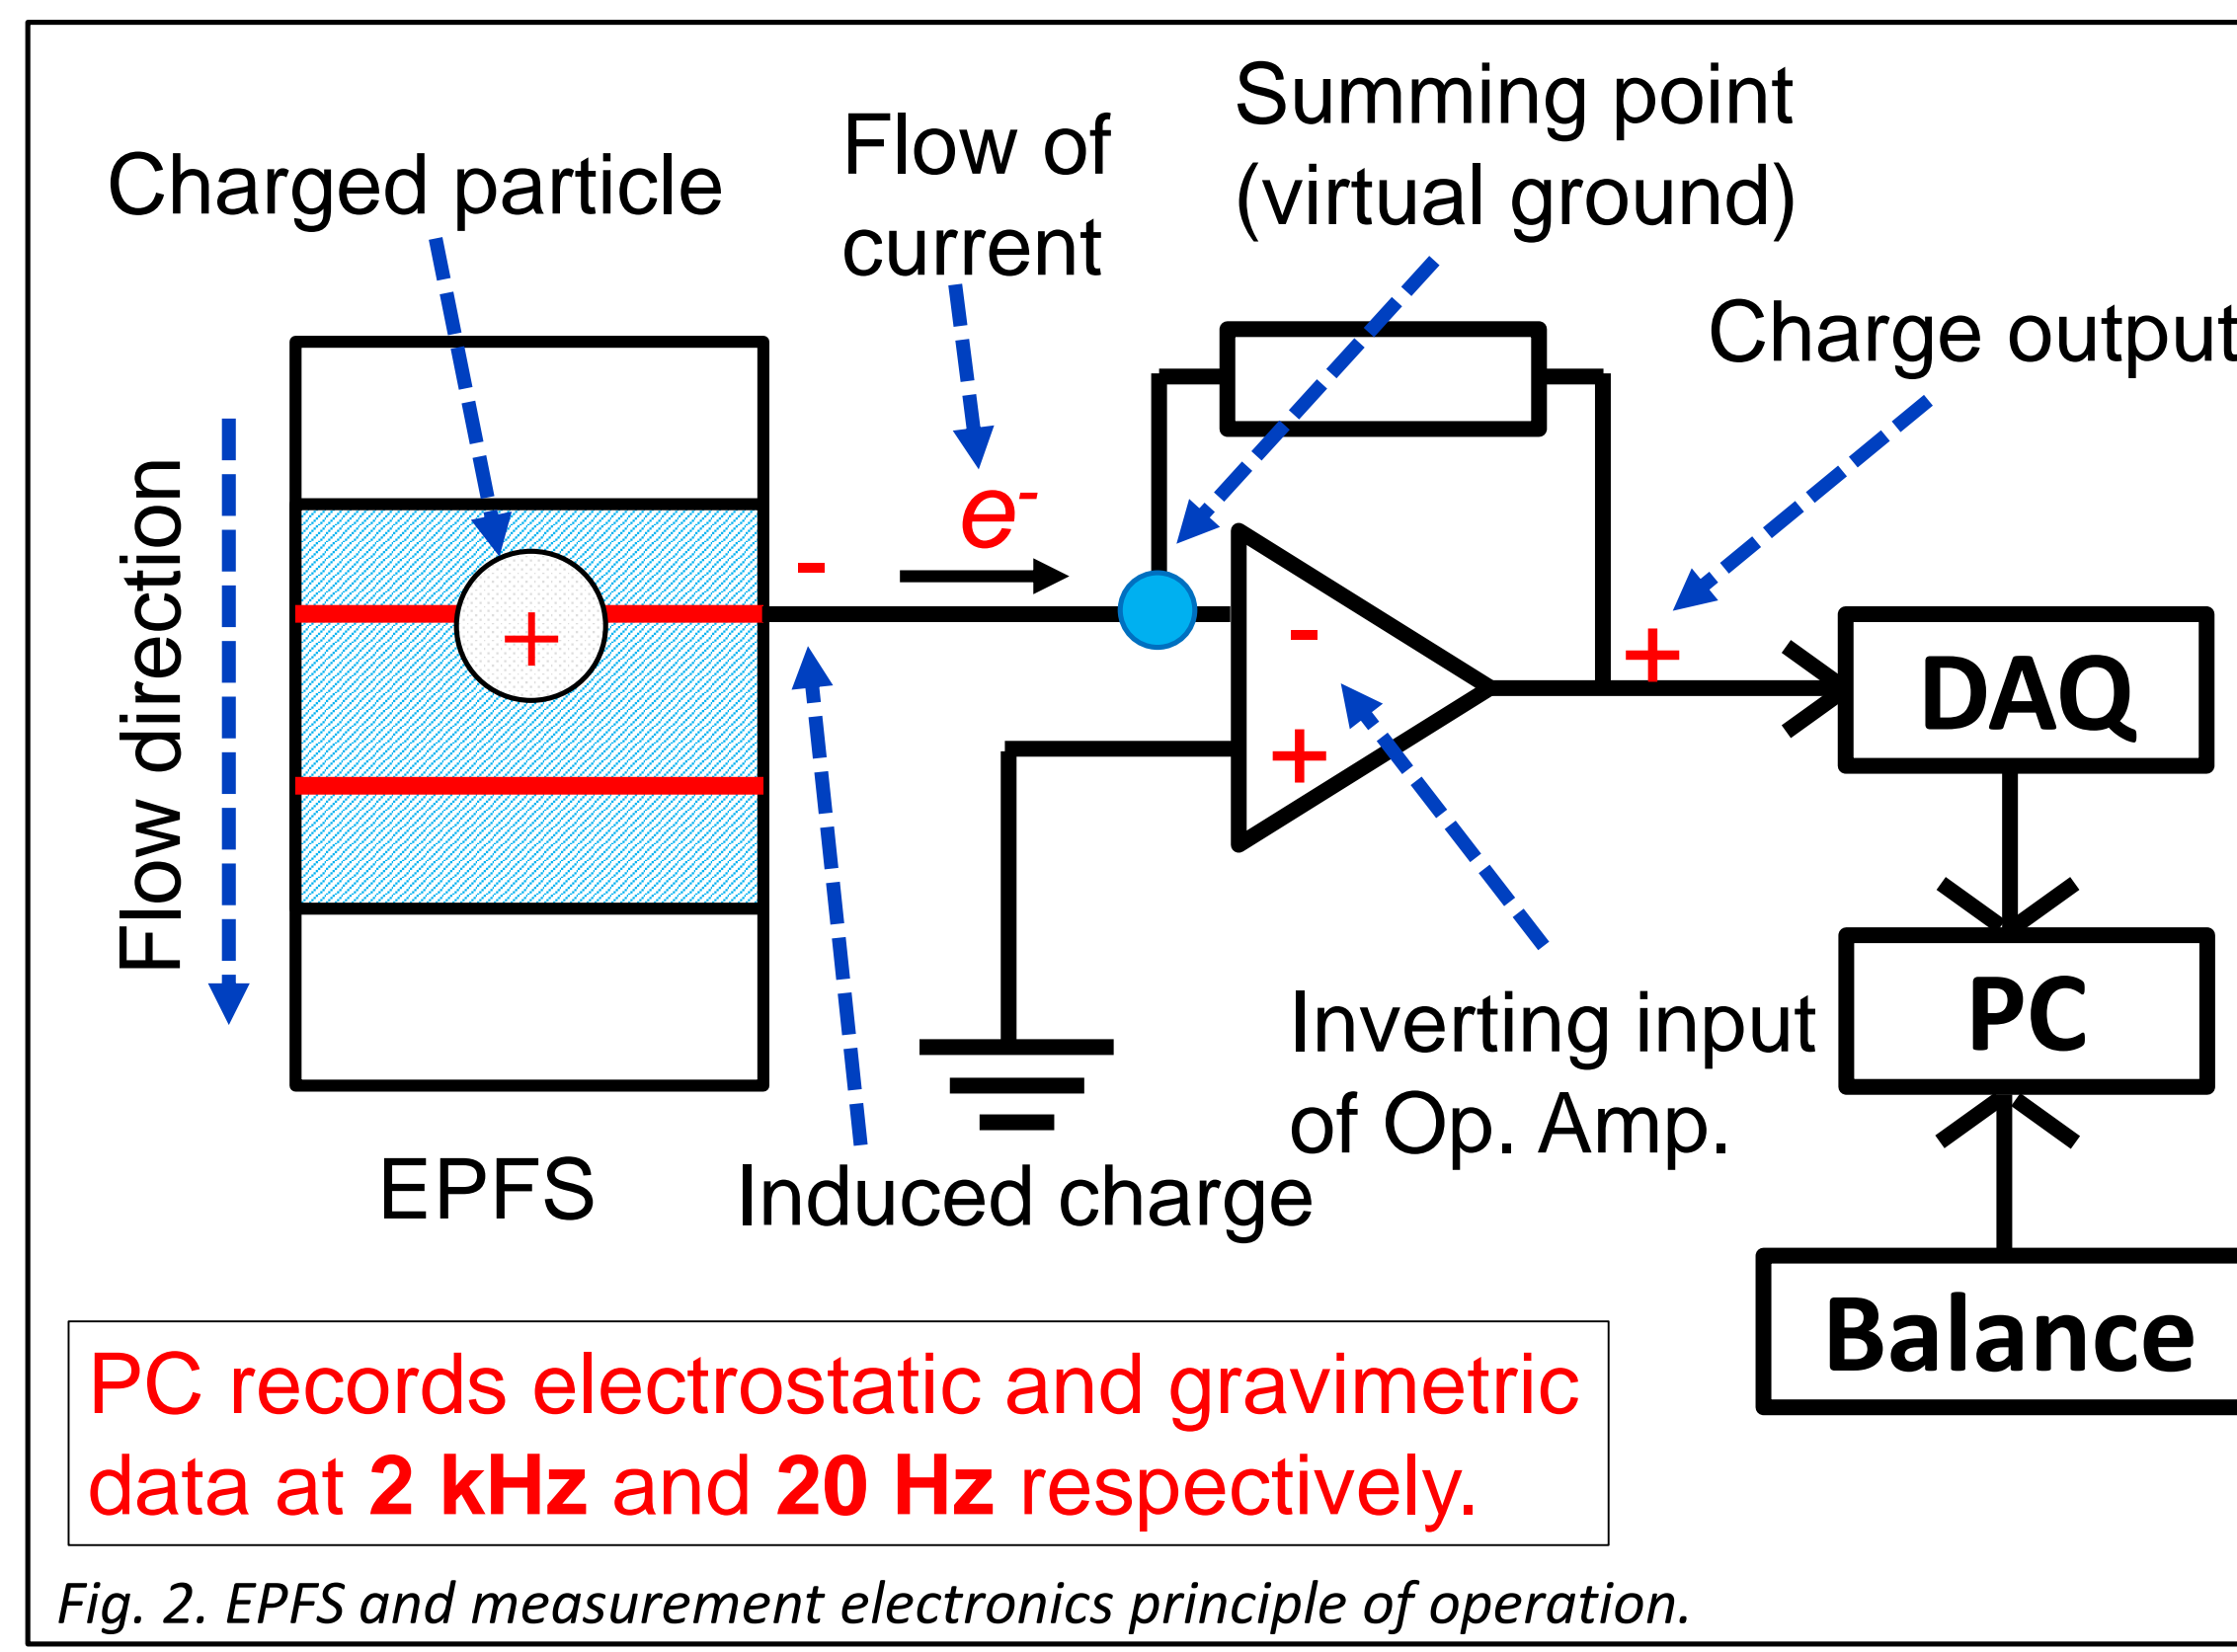 Charged particle
Flow of
current
Summing point
(virtual ground)
Charge output
Flow direction
e-
-
+
-
+
+
DAQ
PC
Inverting input
of Op. Amp.
EPFS
Induced charge
Balance
PC records electrostatic and gravimetric
data at 2 kHz and 20 Hz respectively.
Fig. 2. EPFS and measurement electronics principle of operation.